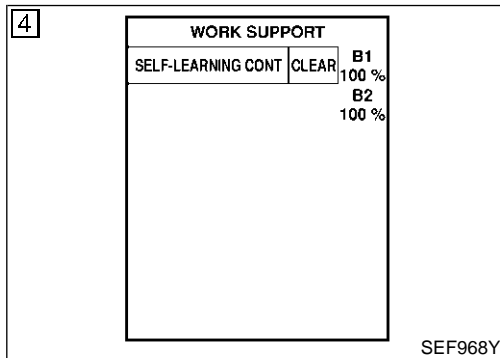 4
WORK SUPPORT
SELF-LEARNING CONT CLEAR B1
100 %
B2
100 %
SEF968Y